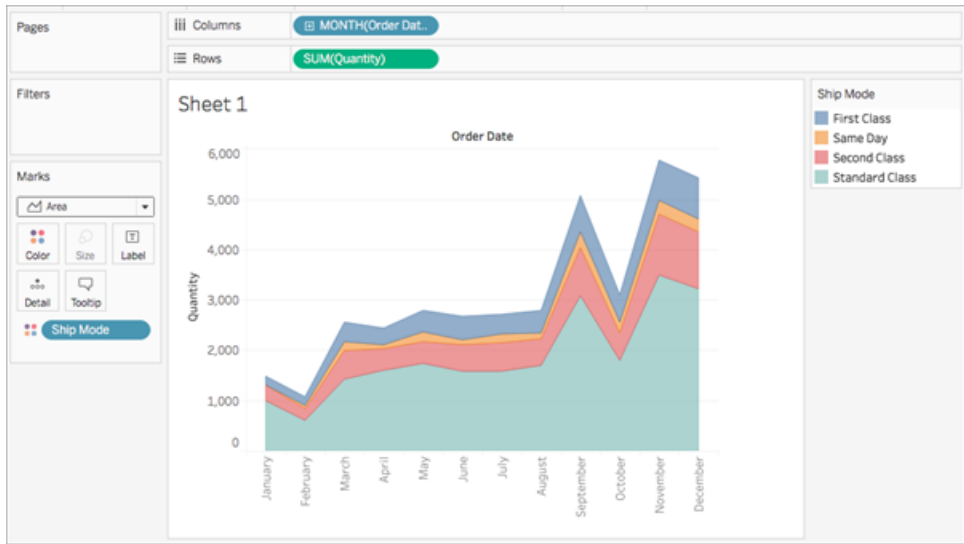 Pages
Columns
MONTH(Order Dat..
Rows
SUM(Quantity)
Filters
Marks
Area
Color
Size
Label
Detail
Tooltip
Ship Mode
Sheet 1
Order Date
Quantity
6,000
5,000
4,000
3,000
2,000
1,000
0
January
February
March
April
May
June
July
August
September
October
November
December
Ship Mode
First Class
Same Day
Second Class
Standard Class